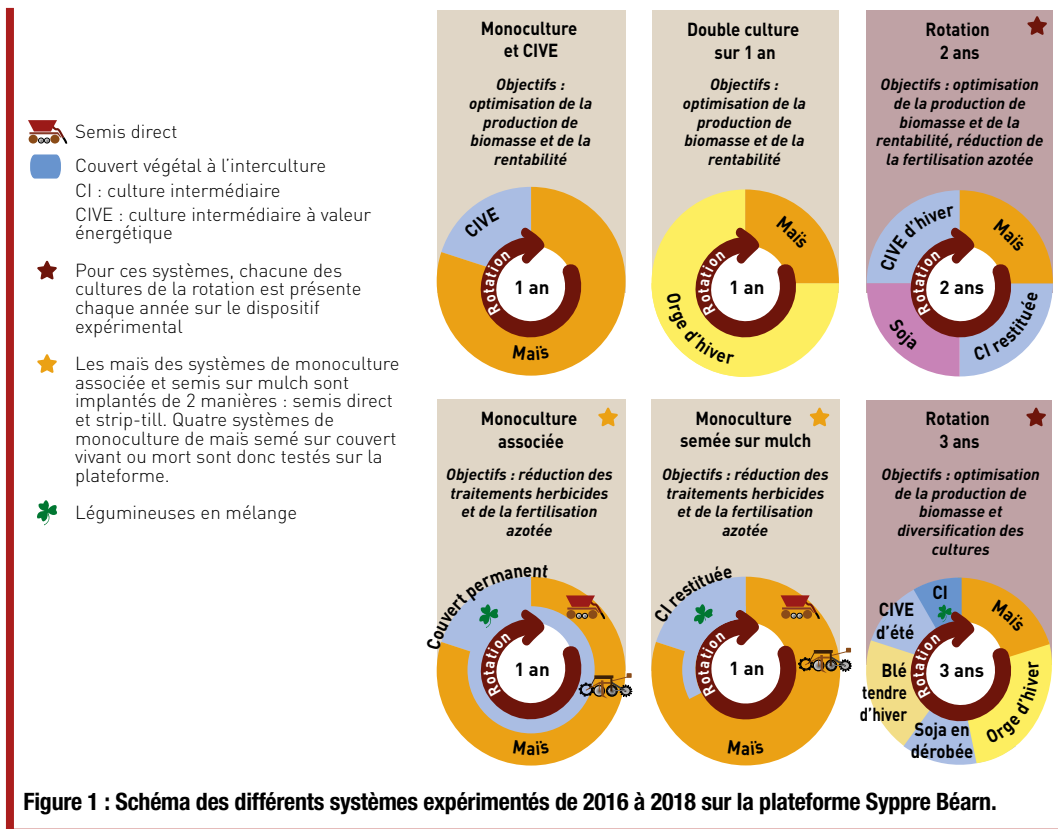 Semis direct
Couvert végétal à l'interculture
CI : culture intermédiaire
CIVE : culture intermédiaire à valeur
énergétique
Pour ces systèmes, chacune des
cultures de la rotation est présente
chaque année sur le dispositif
expérimental
Les maïs des systèmes de monoculture
associée et semis sur mulch sont
implantés de 2 manières : semis direct
et strip-till. Quatre systèmes de
monoculture de maïs semé sur couvert
vivant ou mort sont donc testés sur la
plateforme.
Légumineuses en mélange
Monoculture
et CIVE
Objectifs :
optimisation de la
production de
biomasse et de la
rentabilité
CIVE
Rotation
1 an
Maïs
Double culture
sur 1 an
Objectifs :
optimisation de la
production de
biomasse et de la
rentabilité
Maïs
Rotation
1 an
Orge d'hiver
Rotation
2 ans
Objectifs : optimisation
de la production de
biomasse et de la
rentabilité, réduction de
la fertilisation azotée
CIVE d'hiver
Maïs
Rotation
2 ans
Soja
CI restituée
Monoculture
associée
Objectifs : réduction des
traitements herbicides
et de la fertilisation
azotée
Couvert permanent
Rotation
1 an
Maïs
Monoculture
semée sur mulch
Objectifs : réduction des
traitements herbicides
et de la fertilisation
azotée
CI restituée
Rotation
1 an
Maïs
Rotation
3 ans
Objectifs : optimisation
de la production de
biomasse et
diversification des
cultures
CI
CIVE
d'été
Maïs
Rotation
3 ans
Blé
tendre
d'hiver
Orge d'hiver
Soja en
dérobée
Figure 1 : Schéma des différents systèmes expérimentés de 2016 à 2018 sur la plateforme Syppre Béarn.